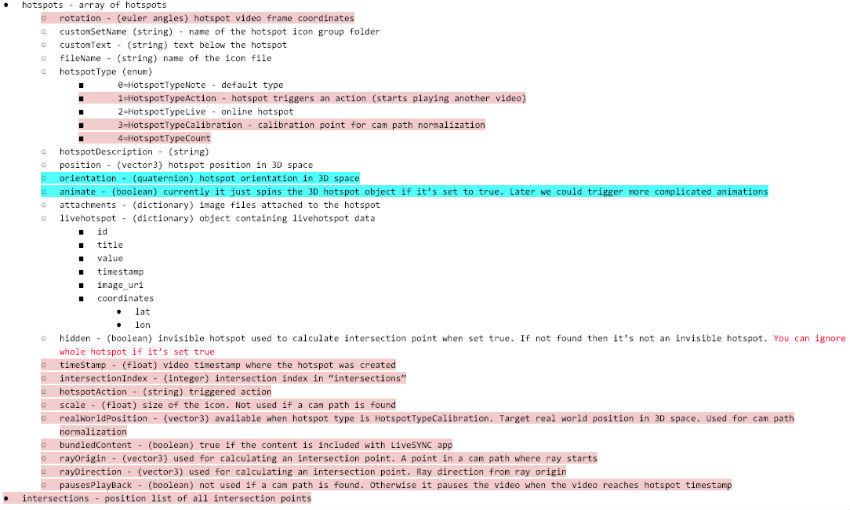 ● hotspots - array of hotspots
○ rotation - (euler angles) hotspot video frame coordinates
○ customSetName (string) - name of the hotspot icon group folder
○ customText - (string) text below the hotspot
○ fileName - (string) name of the icon file
○ hotspotType (enum)
■ 0=HotspotTypeNote - default type
■ 1=HotspotTypeAction - hotspot triggers an action (starts playing another video)
■ 2=HotspotTypeLive - online hotspot
■ 3=HotspotTypeCalibration - calibration point for cam path normalization
■ 4=HotspotTypeCount
○ hotspotDescription - (string)
○ position - (vector3) hotspot position in 3D space
○ orientation - (quaternion) hotspot orientation in 3D space
○ animate - (boolean) currently it just spins the 3D hotspot object if it's set to true. Later we could trigger more complicated animations
○ attachments - (dictionary) image files attached to the hotspot
○ livehotspot - (dictionary) object containing livehotspot data
■ id
■ title
■ value
■ timestamp
■ image_uri
■ coordinates
● lat
● lon
○ hidden - (boolean) invisible hotspot used to calculate intersection point when set true. If not found then it's not an invisible hotspot. You can ignore
whole hotspot if it's set true
○ timeStamp - (float) video timestamp where the hotspot was created
○ intersectionIndex - (integer) intersection index in “intersections”
○ hotspotAction - (string) triggered action
○ scale - (float) size of the icon. Not used if a cam path is found
○ realWorldPosition - (vector3) available when hotspot type is HotspotTypeCalibration. Target real world position in 3D space. Used for cam path
normalization
○ bundledContent - (boolean) true if the content is included with LiveSYNC app
○ rayOrigin - (vector3) used for calculating an intersection point. A point in a cam path where ray starts
○ rayDirection - (vector3) used for calculating an intersection point. Ray direction from ray origin
○ pausesPlayBack - (boolean) not used if a cam path is found. Otherwise it pauses the video when the video reaches hotspot timestamp
● intersections - position list of all intersection points